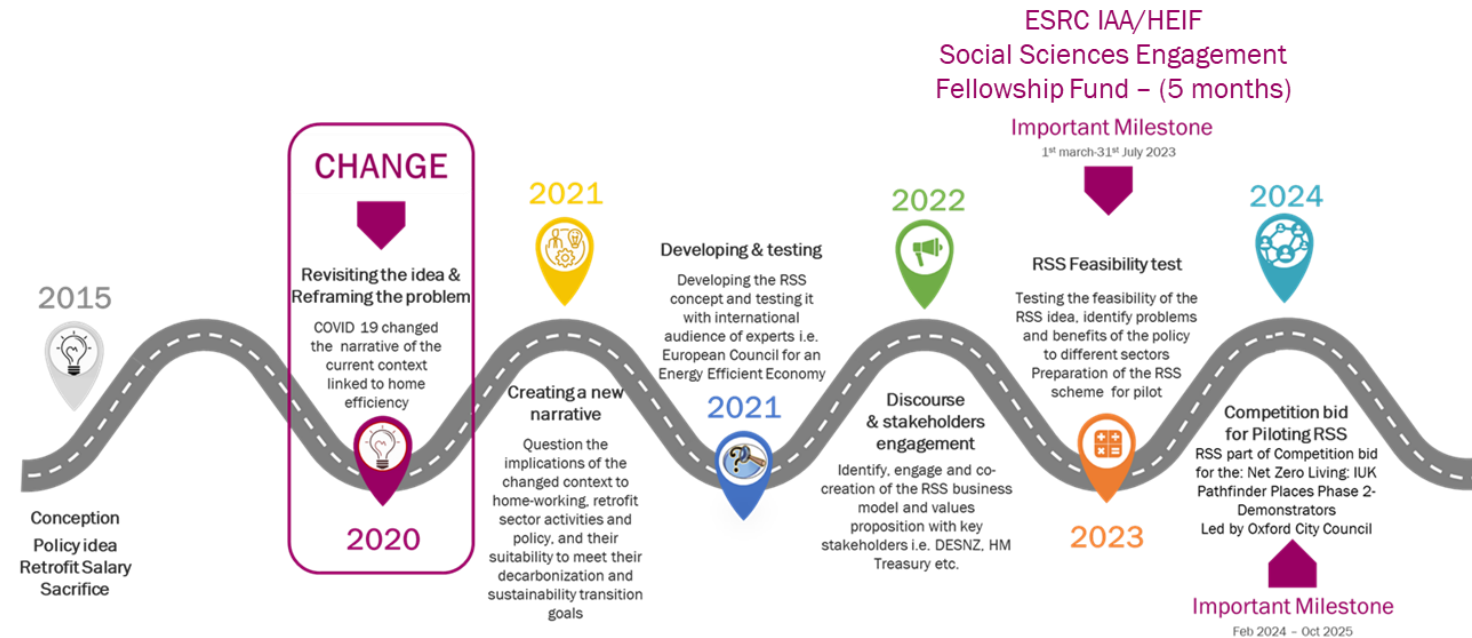 ESRC IAA/HEIF
Social Sciences Engagement
Fellowship Fund – (5 months)
Important Milestone
1st march-31st July 2023
2015
Conception
Policy idea
Retrofit Salary
Sacrifice
CHANGE
Revisiting the idea &
Reframing the problem
COVID 19 changed
the narrative of the
current context
linked to home
efficiency
2020
2021
Creating a new
narrative
Question the
implications of the
changed context to
home-working, retrofit
sector activities and
policy, and their
suitability to meet their
decarbonization and
sustainability transition
goals
Developing & testing
Developing the RSS
concept and testing it
with international
audience of experts i.e.
European Council for an
Energy Efficient Economy
2021
?
2022
Discourse
& stakeholders
engagement
Identify, engage and co-
creation of the RSS business
model and values
proposition with key
stakeholders i.e. DESNZ, HM
Treasury etc.
RSS Feasibility test
Testing the feasibility of the
RSS idea, identify problems
and benefits of the policy
to different sectors
Preparation of the RSS
scheme for pilot
2023
2024
Competition bid
for Piloting RSS
RSS part of Competition bid
for the: Net Zero Living: IUK
Pathfinder Places Phase 2-
Demonstrators
Led by Oxford City Council
Important Milestone
Feb 2024 – Oct 2025